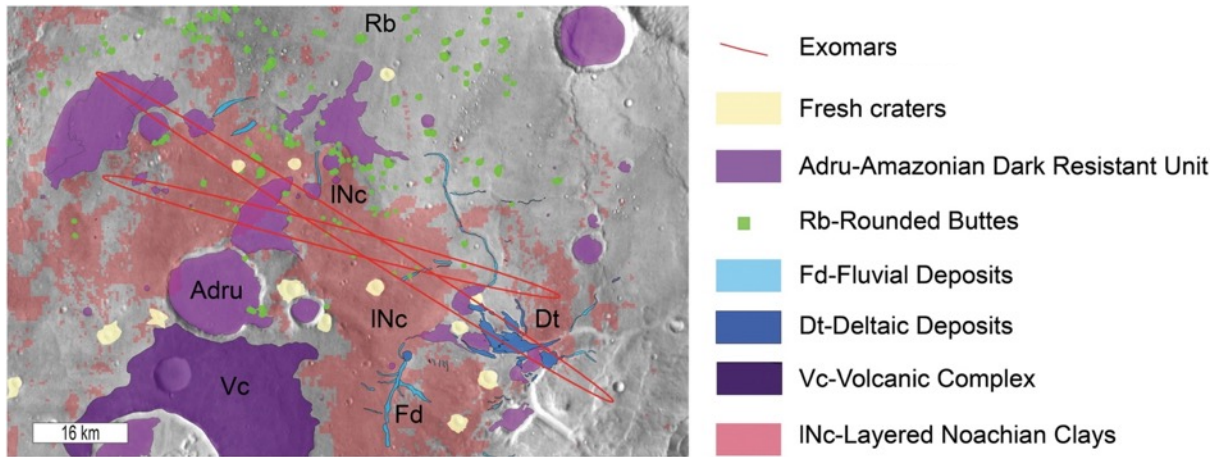 Rb
lNc
Adru
lNc
Dt
Vc
Fd
16 km
Exomars
Fresh craters
Adru-Amazonian Dark Resistant Unit
Rb-Rounded Buttes
Fd-Fluvial Deposits
Dt-Deltaic Deposits
Vc-Volcanic Complex
lNc-Layered Noachian Clays